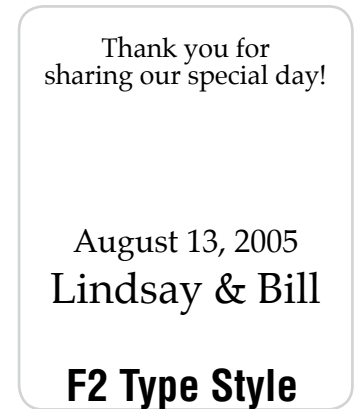 Thank you for
sharing our special day!
August 13, 2005
Lindsay & Bill
F2 Type Style